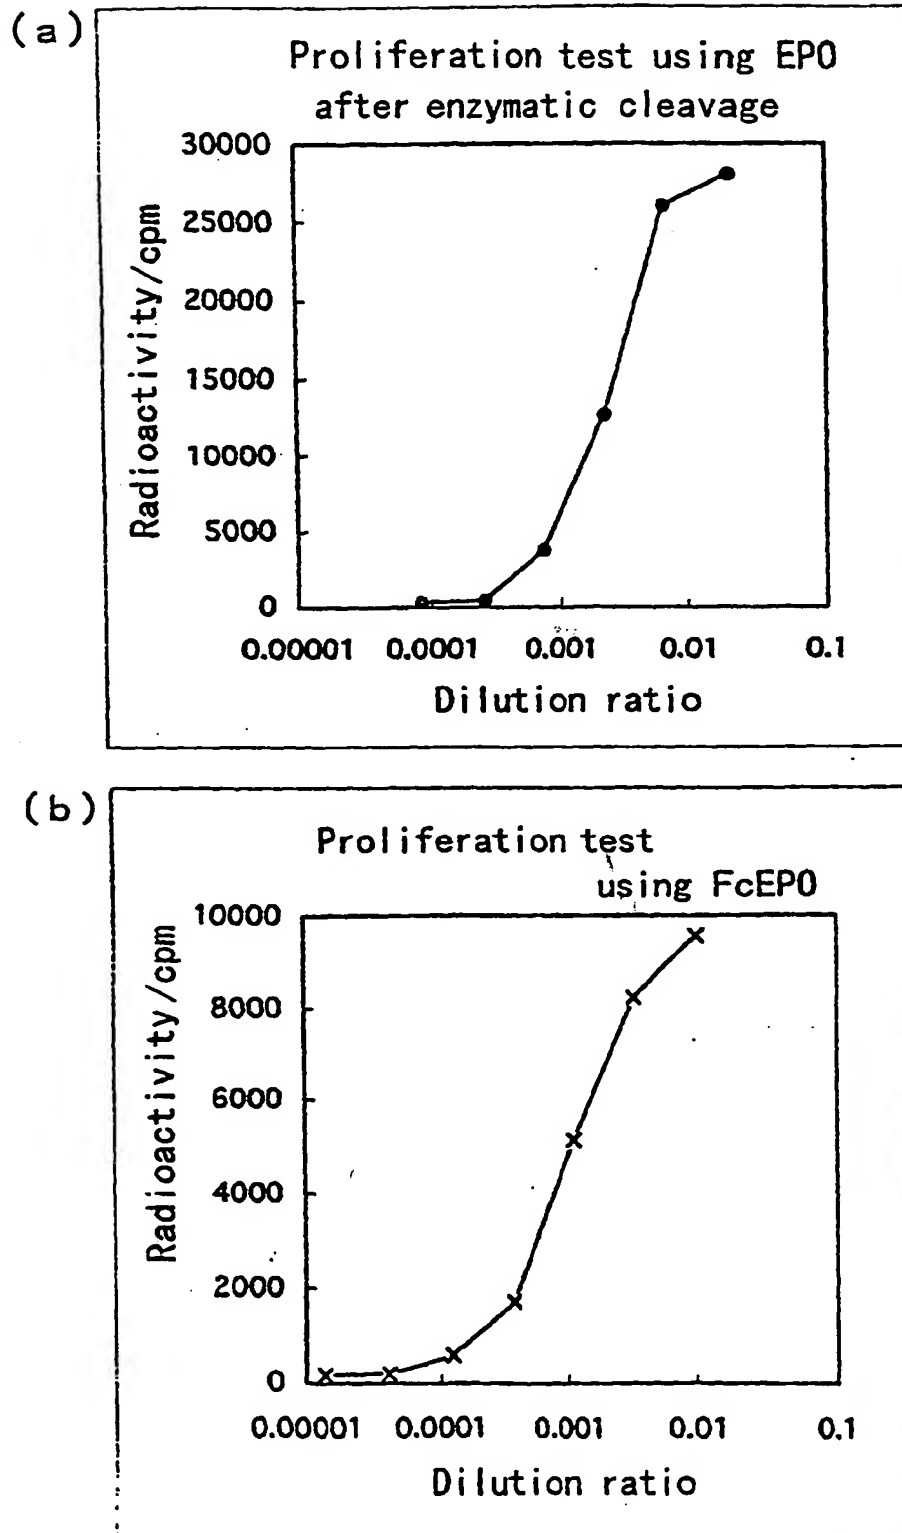 (a)
Proliferation test using EPO
after enzymatic cleavage
30000
25000
20000
15000
10000
5000
0
Radioactivity/cpm
0.00001 0.0001 0.001 0.01 0.1
Dilution ratio
(b)
Proliferation test
using FcEPO
10000
8000
6000
4000
2000
0
Radioactivity/cpm
0.00001 0.0001 0.001 0.01 0.1
Dilution ratio